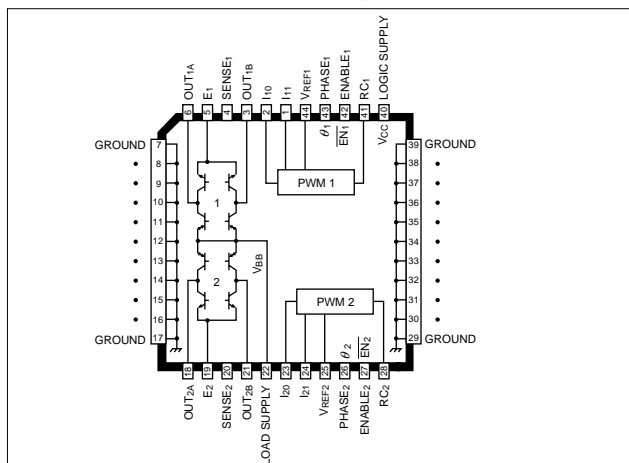 OUT1A
E1
SENSE1
OUT1B
I10
I11
VREF1
PHASE1
ENABLE1
RC1
LOGIC SUPPLY
6 5 4 3 2 1 44 43 42 41 40
θ1
EN1
VCC
GROUND 7
8
9
10
11
12
13
14
15
16
GROUND 17
1
2
VBB
PWM 1
PWM 2
39 GROUND
38
37
36
35
34
33
32
31
30
29 GROUND
θ2
EN2
18 19 20 21 22 23 24 25 26 27 28
OUT2A
E2
SENSE2
OUT2B
LOAD SUPPLY
I20
I21
VREF2
PHASE2
ENABLE2
RC2